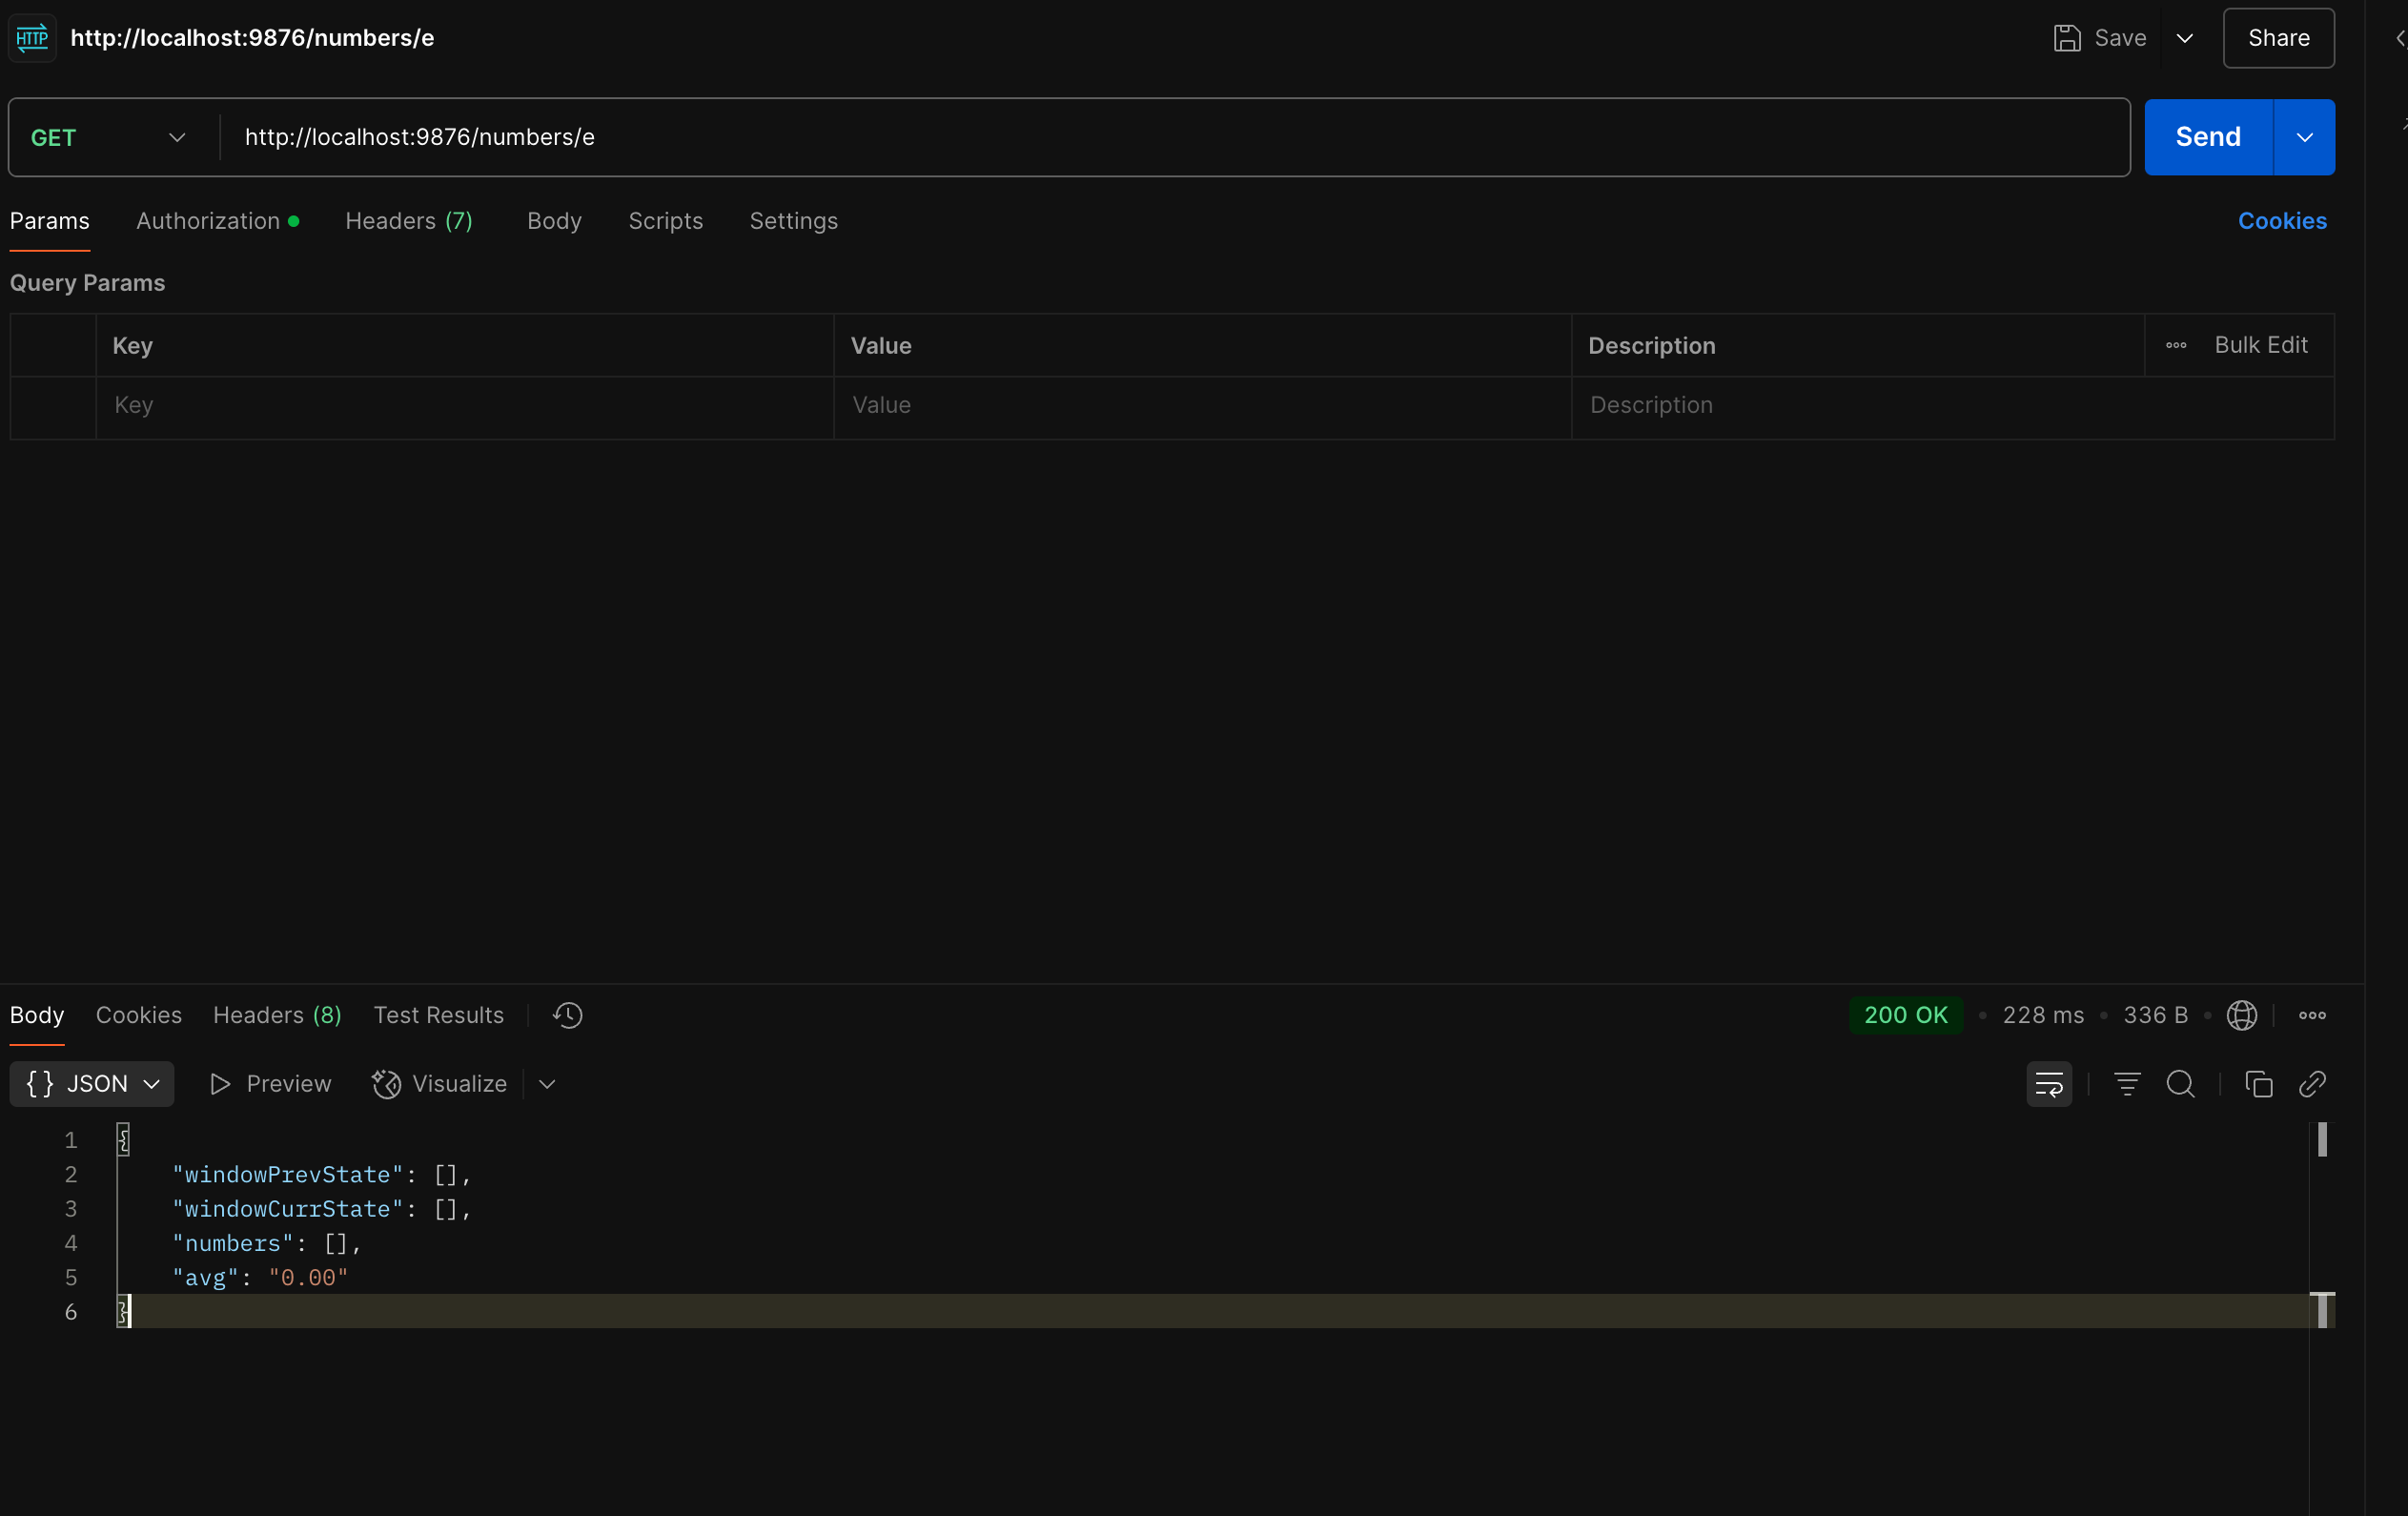 HTTP http://localhost:9876/numbers/e Save Share
GET http://localhost:9876/numbers/e Send
Params Authorization Headers (7) Body Scripts Settings Cookies
Query Params
Key Value Description Bulk Edit
Key Value Description
Body Cookies Headers (8) Test Results 200 OK • 228 ms • 336 B •
{ } JSON Preview Visualize
1 {
2 "windowPrevState": [],
3 "windowCurrState": [],
4 "numbers": [],
5 "avg": "0.00"
6 }